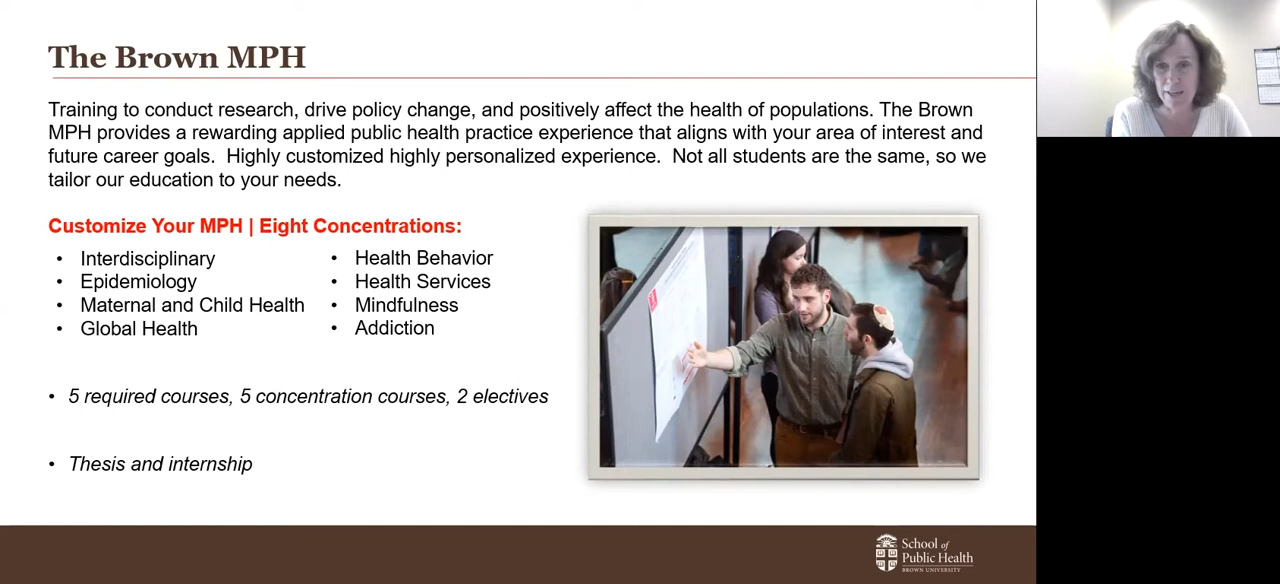 The Brown MPH
Training to conduct research, drive policy change, and positively affect the health of populations. The Brown
MPH provides a rewarding applied public health practice experience that aligns with your area of interest and
future career goals.  Highly customized highly personalized experience.  Not all students are the same, so we
tailor our education to your needs.
Customize Your MPH | Eight Concentrations:
• Interdisciplinary
• Epidemiology
• Maternal and Child Health
• Global Health
• Health Behavior
• Health Services
• Mindfulness
• Addiction
• 5 required courses, 5 concentration courses, 2 electives
• Thesis and internship
School of
Public Health
BROWN UNIVERSITY